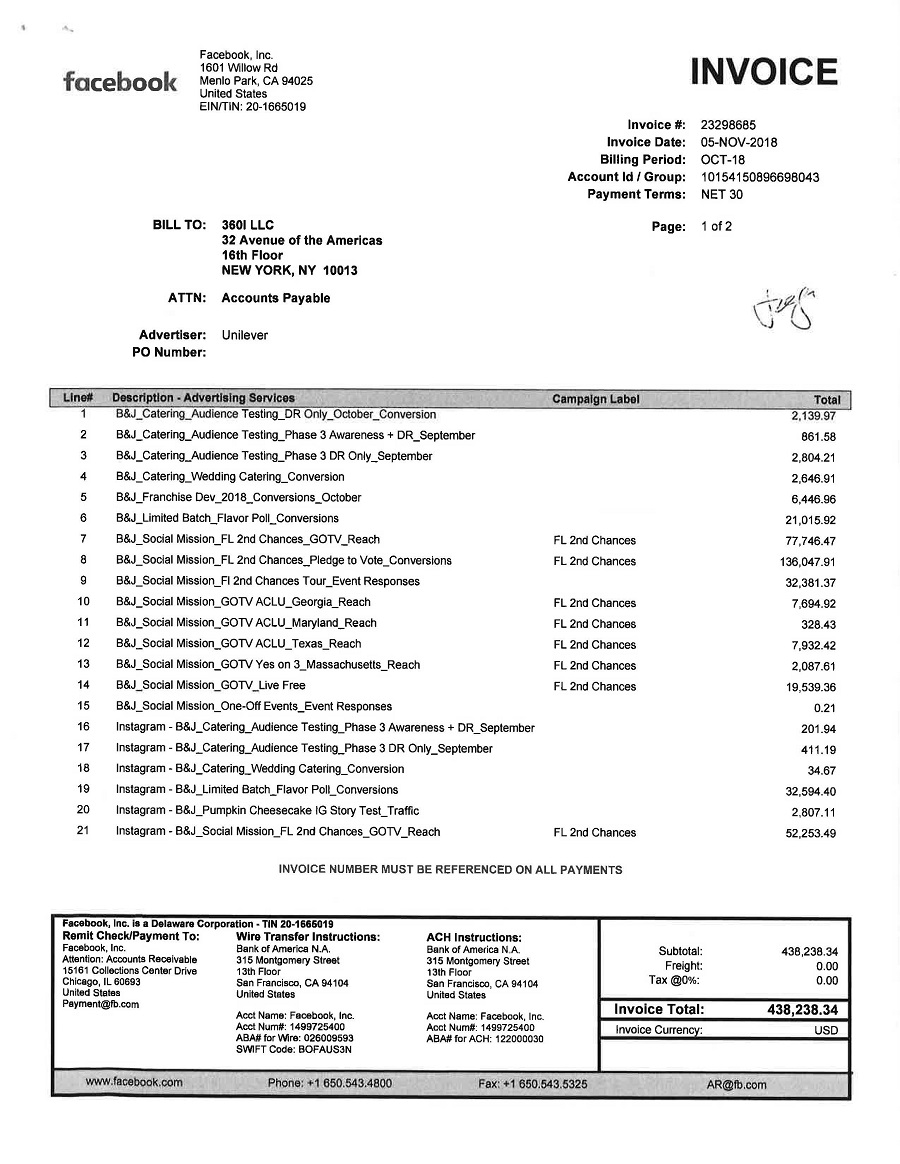 facebook
Facebook, Inc.
1601 Willow Rd
Menlo Park, CA 94025
United States
EIN/TIN: 20-1665019
INVOICE
Invoice #: 23298685
Invoice Date: 05-NOV-2018
Billing Period: OCT-18
Account Id / Group: 10154150896698043
Payment Terms: NET 30
Page: 1 of 2
BILL TO: 360I LLC
32 Avenue of the Americas
16th Floor
NEW YORK, NY 10013
ATTN: Accounts Payable
Advertiser: Unilever
PO Number:
Line# Description - Advertising Services Campaign Label Total
1 B&J_Catering_Audience Testing_DR Only_October_Conversion 2,139.97
2 B&J_Catering_Audience Testing_Phase 3 Awareness + DR_September 861.58
3 B&J_Catering_Audience Testing_Phase 3 DR Only_September 2,804.21
4 B&J_Catering_Wedding Catering_Conversion 2,646.91
5 B&J_Franchise Dev_2018_Conversions_October 6,446.96
6 B&J_Limited Batch_Flavor Poll_Conversions 21,015.92
7 B&J_Social Mission_FL 2nd Chances_GOTV_Reach FL 2nd Chances 77,746.47
8 B&J_Social Mission_FL 2nd Chances_Pledge to Vote_Conversions FL 2nd Chances 136,047.91
9 B&J_Social Mission_Fl 2nd Chances Tour_Event Responses 32,381.37
10 B&J_Social Mission_GOTV ACLU_Georgia_Reach FL 2nd Chances 7,694.92
11 B&J_Social Mission_GOTV ACLU_Maryland_Reach FL 2nd Chances 328.43
12 B&J_Social Mission_GOTV ACLU_Texas_Reach FL 2nd Chances 7,932.42
13 B&J_Social Mission_GOTV Yes on 3_Massachusetts_Reach FL 2nd Chances 2,087.61
14 B&J_Social Mission_GOTV_Live Free FL 2nd Chances 19,539.36
15 B&J_Social Mission_One-Off Events_Event Responses 0.21
16 Instagram - B&J_Catering_Audience Testing_Phase 3 Awareness + DR_September 201.94
17 Instagram - B&J_Catering_Audience Testing_Phase 3 DR Only_September 411.19
18 Instagram - B&J_Catering_Wedding Catering_Conversion 34.67
19 Instagram - B&J_Limited Batch_Flavor Poll_Conversions 32,594.40
20 Instagram - B&J_Pumpkin Cheesecake IG Story Test_Traffic 2,807.11
21 Instagram - B&J_Social Mission_FL 2nd Chances_GOTV_Reach FL 2nd Chances 52,253.49
INVOICE NUMBER MUST BE REFERENCED ON ALL PAYMENTS
Facebook, Inc. is a Delaware Corporation - TIN 20-1665019
Remit Check/Payment To:
Facebook, Inc.
Attention: Accounts Receivable
15161 Collections Center Drive
Chicago, IL 60693
United States
Payment@fb.com
Wire Transfer Instructions:
Bank of America N.A.
315 Montgomery Street
13th Floor
San Francisco, CA 94104
United States
Acct Name: Facebook, Inc.
Acct Num#: 1499725400
ABA# for Wire: 026009593
SWIFT Code: BOFAUS3N
ACH Instructions:
Bank of America N.A.
315 Montgomery Street
13th Floor
San Francisco, CA 94104
United States
Acct Name: Facebook, Inc.
Acct Num#: 1499725400
ABA# for ACH: 122000030
Subtotal: 438,238.34
Freight: 0.00
Tax @0%: 0.00
Invoice Total: 438,238.34
Invoice Currency: USD
www.facebook.com Phone: +1 650.543.4800 Fax: +1 650.543.5325 AR@fb.com